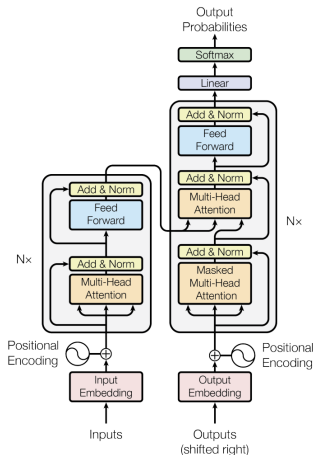 Output
Probabilities
Softmax
Linear
Add & Norm
Feed
Forward
Add & Norm
Multi-Head
Attention
N×
Add & Norm
Masked
Multi-Head
Attention
Add & Norm
Feed
Forward
N×
Add & Norm
Multi-Head
Attention
Positional
Encoding
Positional
Encoding
Input
Embedding
Output
Embedding
Inputs
Outputs
(shifted right)